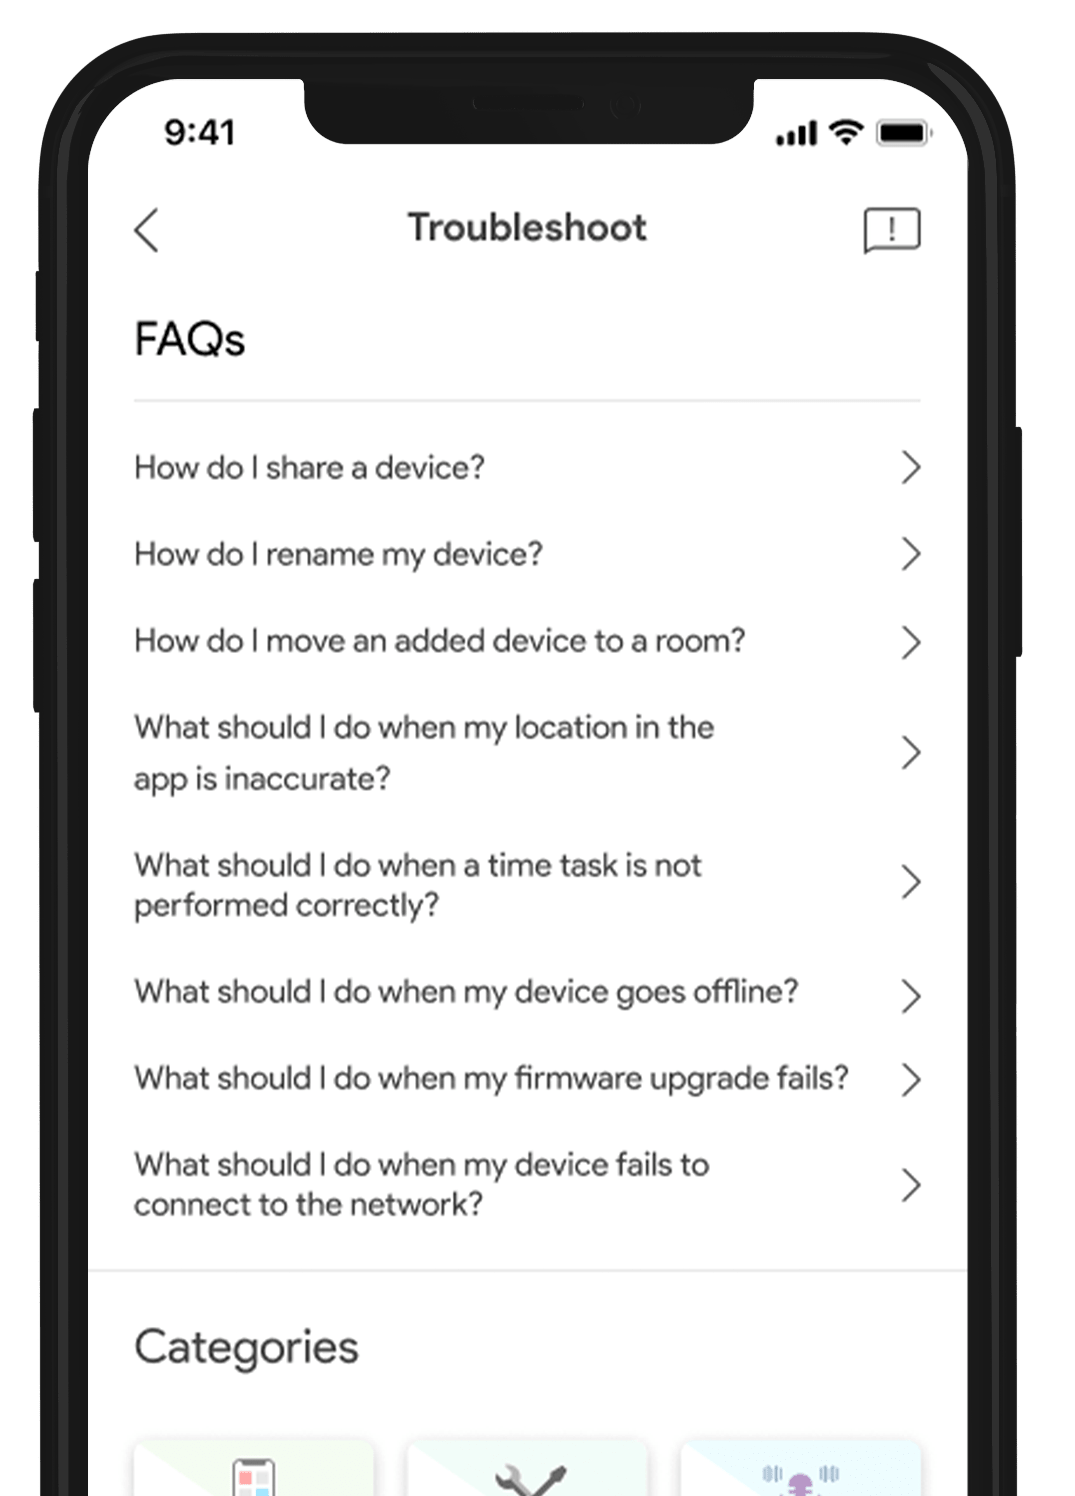 9:41
Troubleshoot
!
FAQs
How do I share a device?
How do I rename my device?
How do I move an added device to a room?
What should I do when my location in the
app is inaccurate?
What should I do when a time task is not
performed correctly?
What should I do when my device goes offline?
What should I do when my firmware upgrade fails?
What should I do when my device fails to
connect to the network?
Categories